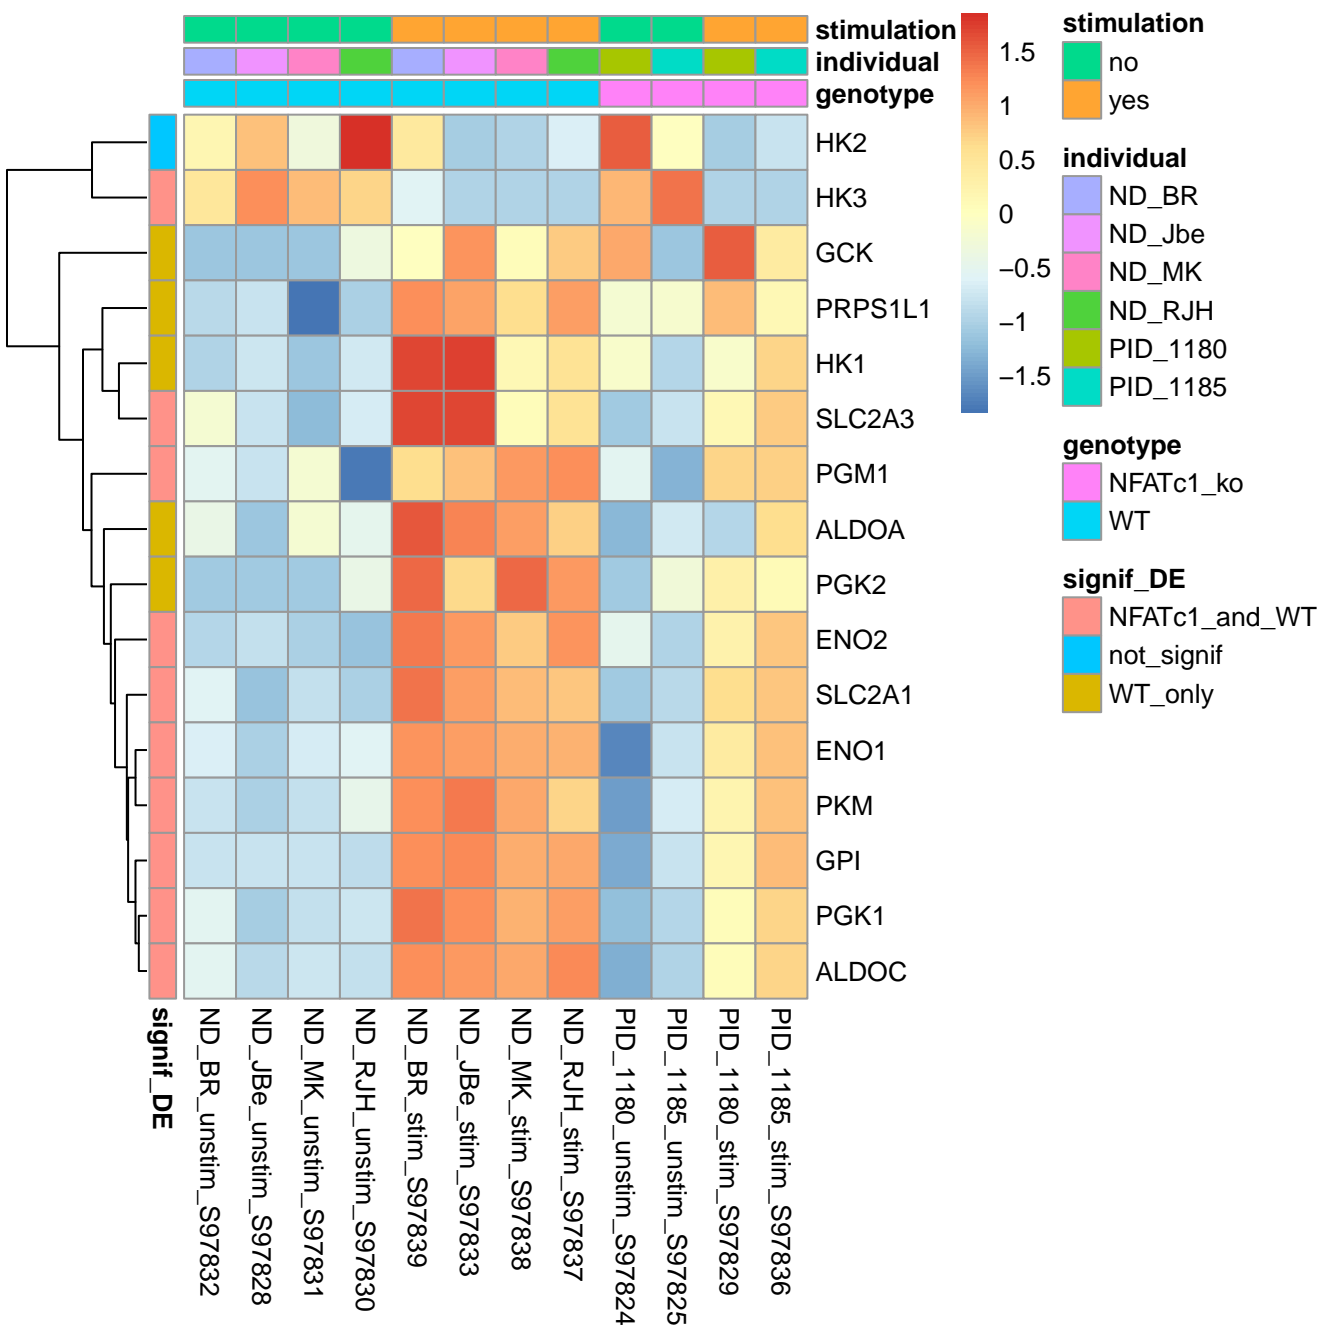 stimulation
individual
genotype
HK2
HK3
GCK
PRPS1L1
HK1
SLC2A3
PGM1
ALDOA
PGK2
ENO2
SLC2A1
ENO1
PKM
GPI
PGK1
ALDOC
signif_DE
ND_BR_unstim_S97832
ND_JBe_unstim_S97828
ND_MK_unstim_S97831
ND_RJH_unstim_S97830
ND_BR_stim_S97839
ND_JBe_stim_S97833
ND_MK_stim_S97838
ND_RJH_stim_S97837
PID_1180_unstim_S97824
PID_1185_unstim_S97825
PID_1180_stim_S97829
PID_1185_stim_S97836
1.5
1
0.5
0
−0.5
−1
−1.5
stimulation
no
yes
individual
ND_BR
ND_Jbe
ND_MK
ND_RJH
PID_1180
PID_1185
genotype
NFATc1_ko
WT
signif_DE
NFATc1_and_WT
not_signif
WT_only